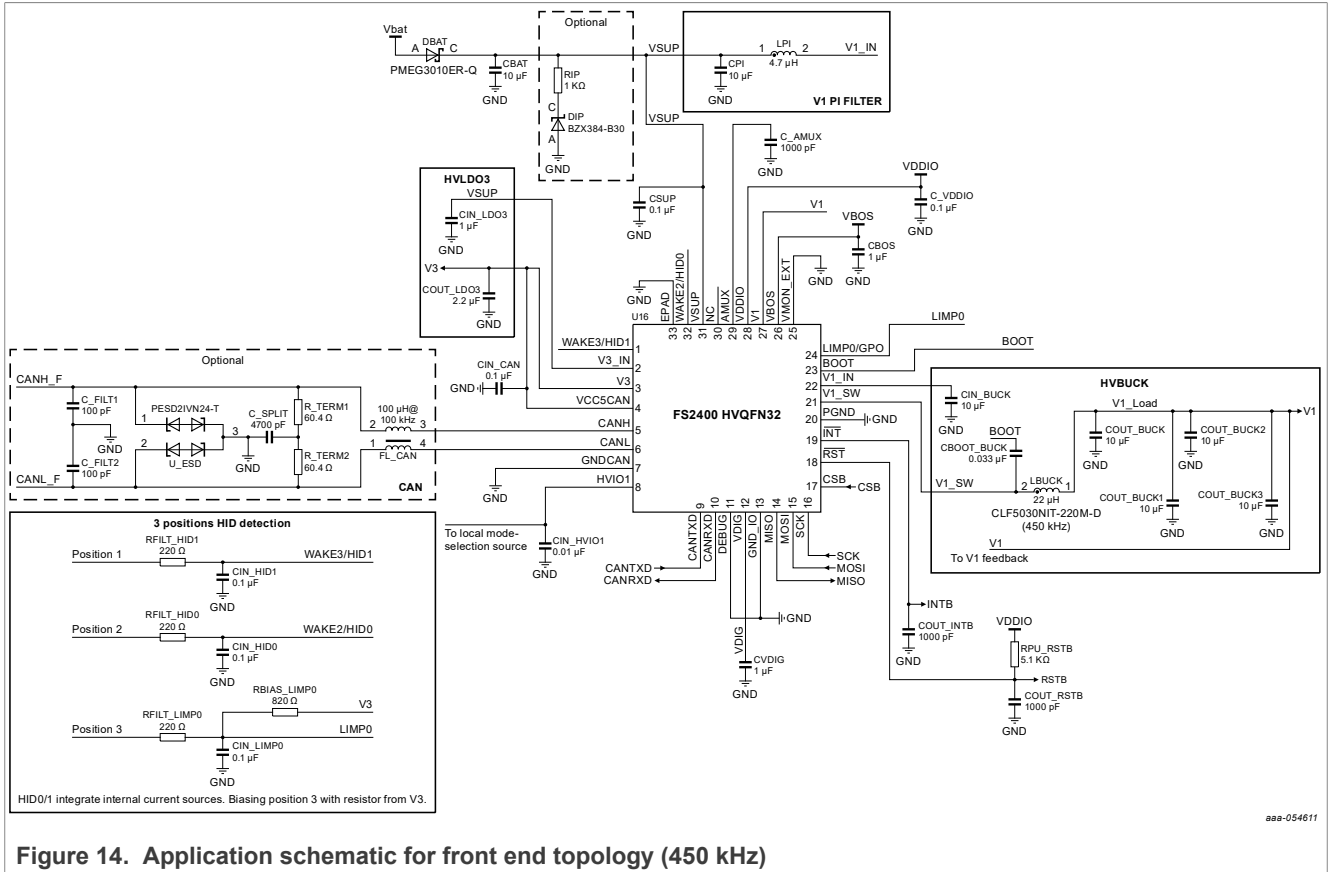 Vbat
A
DBAT
C
PMEG3010ER-Q
CBAT
10 µF
GND
Optional
RIP
1 KΩ
C
DIP
BZX384-B30
A
GND
VSUP
VSUP
CPI
10 µF
GND
1
LPI
2
4.7 µH
V1_IN
V1 PI FILTER
C_AMUX
1000 pF
GND
VDDIO
C_VDDIO
0.1 µF
GND
CSUP
0.1 µF
GND
V1
VBOS
CBOS
1 µF
GND
GND
HVLDO3
VSUP
CIN_LDO3
1 µF
GND
V3
COUT_LDO3
2.2 µF
GND
GND
U16
EPAD
33
WAKE2/HID0
32
VSUP
31
NC
30
AMUX
29
VDDIO
28
V1
27
VBOS
26
VMON_EXT
25
FS2400 HVQFN32
WAKE3/HID1
1
V3_IN
2
V3
3
VCC5CAN
4
CANH
5
CANL
6
GNDCAN
7
HVIO1
8
CIN_CAN
0.1 µF
GND
GND
24
LIMP0/GPO
LIMP0
23
BOOT
BOOT
22
V1_IN
21
V1_SW
20
PGND
GND
19
INT
18
RST
17
CSB
CSB
CIN_BUCK
10 µF
GND
Optional
CANH_F
C_FILT1
100 pF
GND
C_FILT2
100 pF
CANL_F
PESD2IVN24-T
1
2
3
U_ESD
C_SPLIT
4700 pF
GND
R_TERM1
60.4 Ω
R_TERM2
60.4 Ω
100 µH@
100 kHz
2
3
1
4
FL_CAN
CAN
HVBUCK
V1_Load
V1
COUT_BUCK
10 µF
COUT_BUCK2
10 µF
BOOT
CBOOT_BUCK
0.033 µF
V1_SW
2
LBUCK
1
22 µH
CLF5030NIT-220M-D
(450 kHz)
COUT_BUCK1
10 µF
COUT_BUCK3
10 µF
GND
GND
GND
GND
V1
To V1 feedback
9
CANTXD
10
CANRXD
11
DEBUG
12
VDIG
13
GND_IO
14
MISO
15
MOSI
16
SCK
To local mode-
selection source
CIN_HVIO1
0.01 µF
GND
CANTXD
CANRXD
SCK
MOSI
MISO
GND
VDIG
CVDIG
1 µF
GND
INTB
COUT_INTB
1000 pF
GND
VDDIO
RPU_RSTB
5.1 KΩ
RSTB
COUT_RSTB
1000 pF
GND
3 positions HID detection
Position 1
RFILT_HID1
220 Ω
WAKE3/HID1
CIN_HID1
0.1 µF
GND
Position 2
RFILT_HID0
220 Ω
WAKE2/HID0
CIN_HID0
0.1 µF
GND
RBIAS_LIMP0
820 Ω
V3
Position 3
RFILT_LIMP0
220 Ω
LIMP0
CIN_LIMP0
0.1 µF
GND
HID0/1 integrate internal current sources. Biasing position 3 with resistor from V3.
aaa-054611
Figure 14. Application schematic for front end topology (450 kHz)